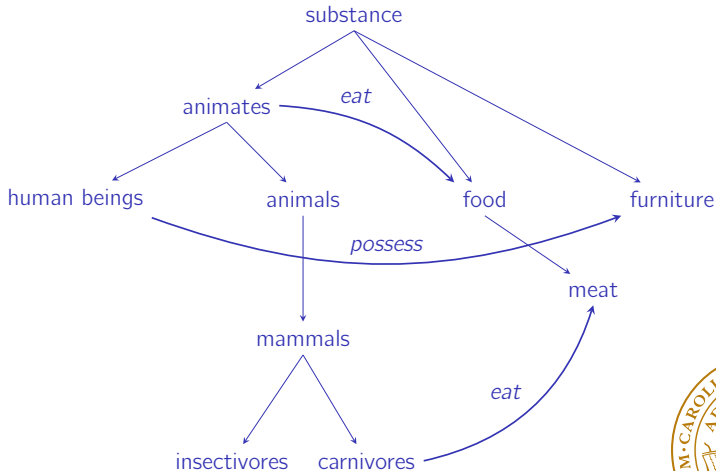 substance
animates
eat
human beings
animals
food
furniture
possess
meat
mammals
eat
insectivores
carnivores